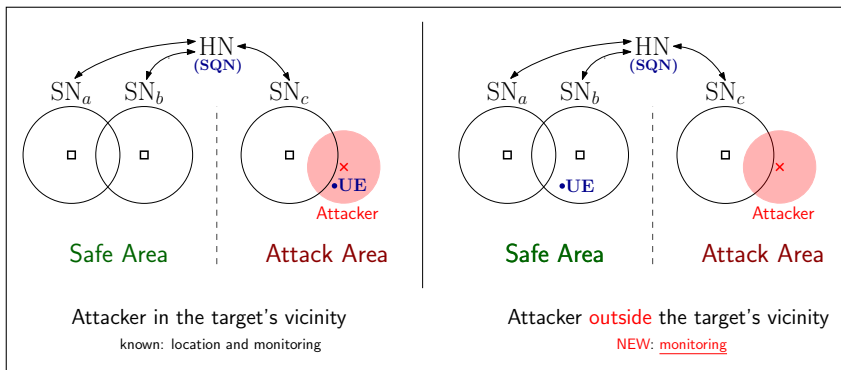 HN
(SQN)
SNa SNb SNc
•UE
Attacker
Safe Area Attack Area
Attacker in the target's vicinity
known: location and monitoring
HN
(SQN)
SNa SNb SNc
•UE
Attacker
Safe Area Attack Area
Attacker outside the target's vicinity
NEW: monitoring